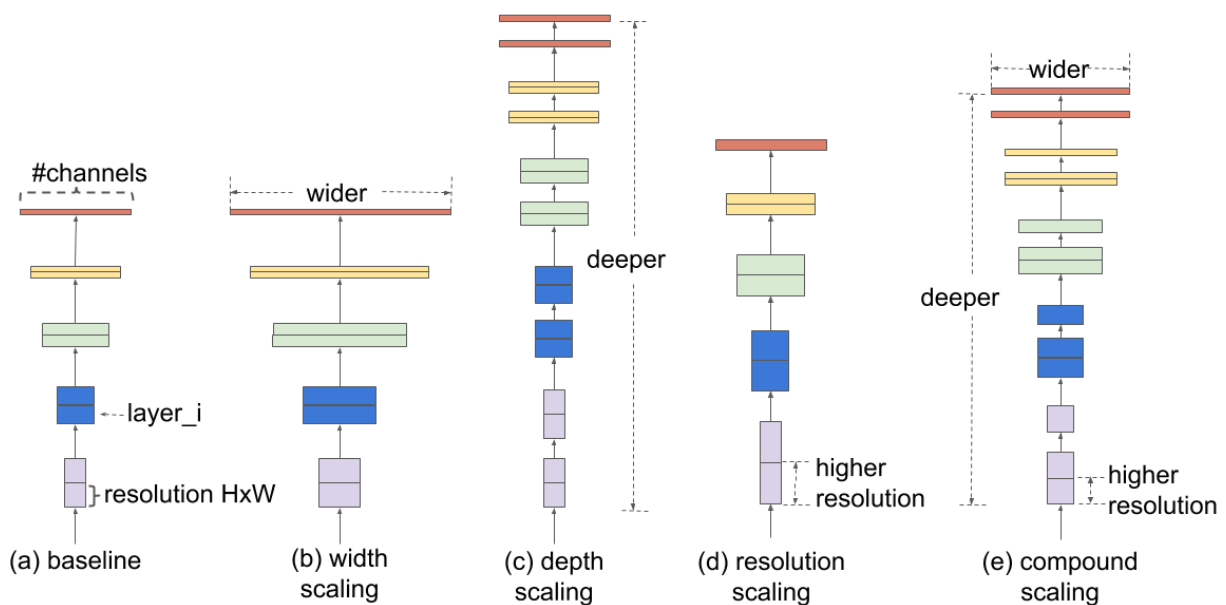 #channels
layer_i
resolution HxW
(a) baseline
wider
(b) width
scaling
deeper
(c) depth
scaling
higher
resolution
(d) resolution
scaling
wider
deeper
higher
resolution
(e) compound
scaling